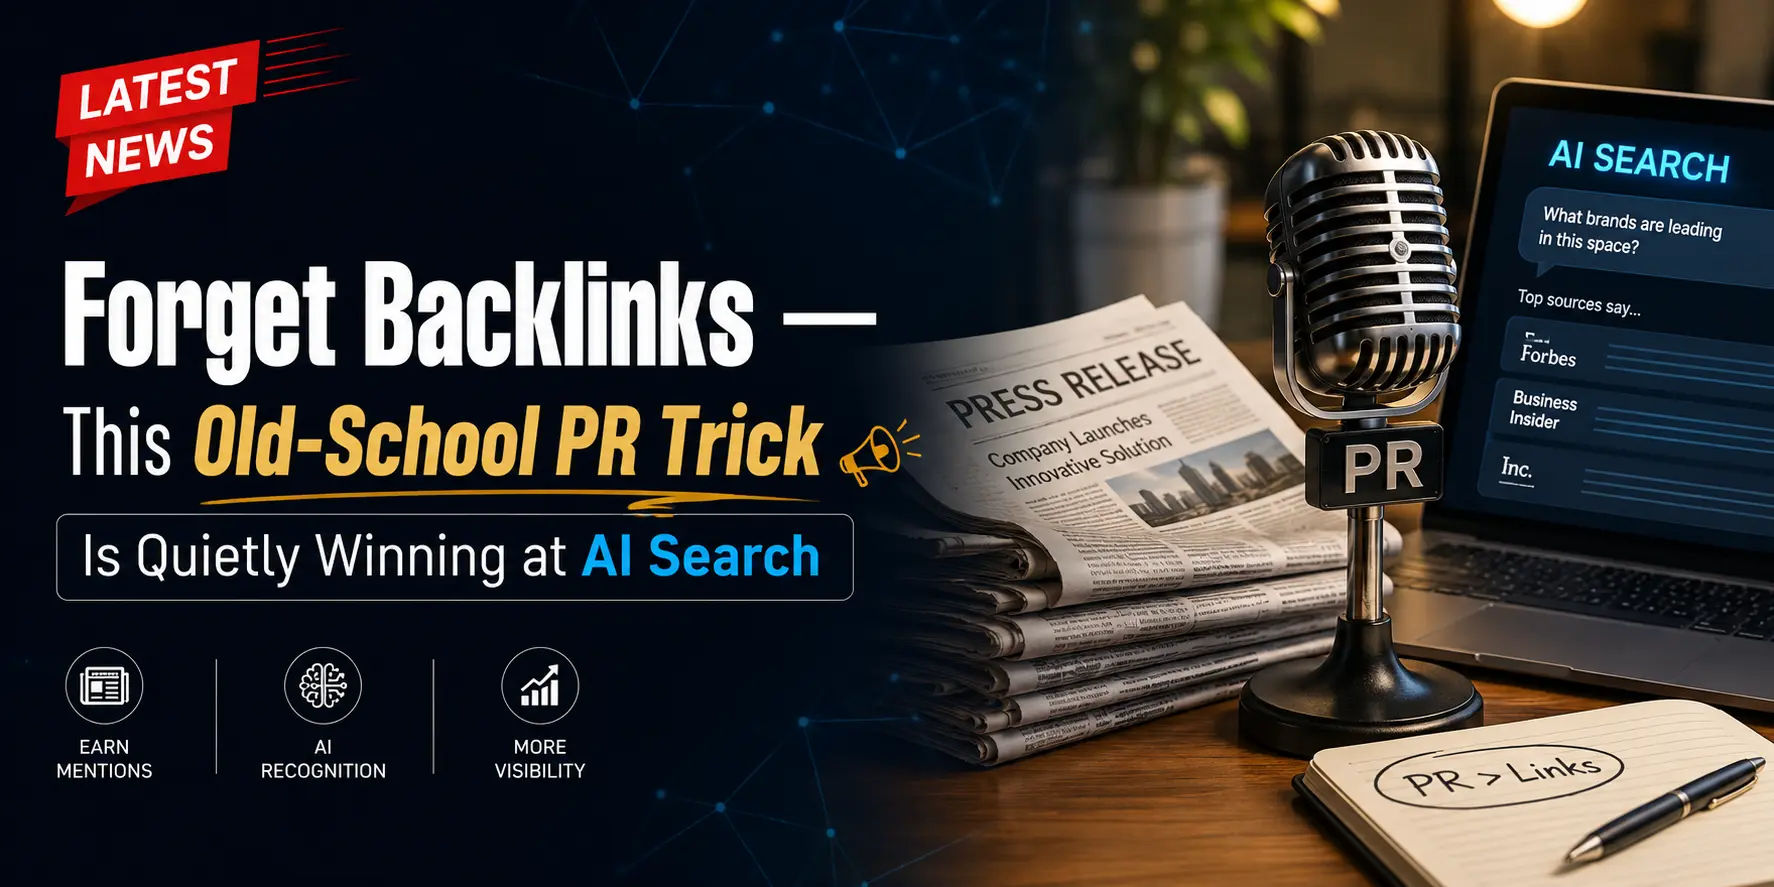 LATEST
NEWS
Forget Backlinks —
This Old-School PR Trick
Is Quietly Winning at AI Search
EARN
MENTIONS
AI
RECOGNITION
MORE
VISIBILITY
PRESS RELEASE
Company Launches
Innovative Solution
PR
AI SEARCH
What brands are leading
in this space?
Top sources say...
Forbes
Business
Insider
Inc.
PR > Links